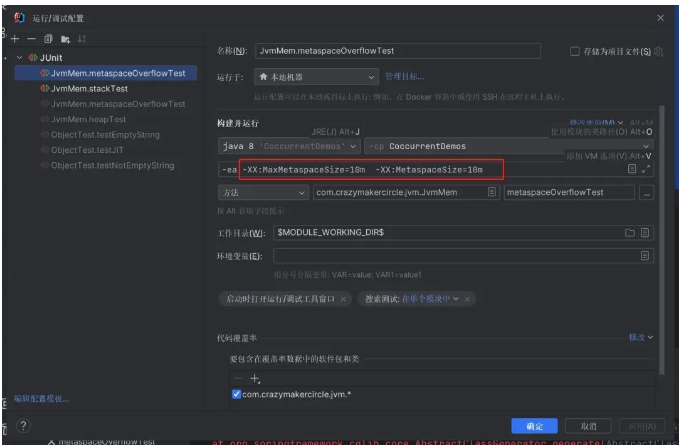 运行/调试配置
JUnit
JvmMem.metaspaceOverflowTest
JvmMem.stackTest
JvmMem.metaspaceOverflowTest
JvmMem.heapTest
ObjectTest.testEmptyString
ObjectTest.testJIT
ObjectTest.testNotEmptyString
编辑配置模板...
名称(N): JvmMem.metaspaceOverflowTest 存储为项目文件(S)
运行于: 本地机器 管理目标...
运行配置可以在本地或目标上执行: 例如, 在 Docker 容器中或使用 SSH 在远程主机上执行。
构建并运行 修改选项(M) Alt+M
JRE(J) Alt+J 使用模块的类路径(O) Alt+O
java 8 'CoccurrentDemos' -cp CoccurrentDemos
添加 VM 选项(V) Alt+V
-ea -XX:MaxMetaspaceSize=10m -XX:MetaspaceSize=10m
方法 com.crazymakercircle.jvm.JvmMem metaspaceOverflowTest ...
按 Alt 获取字段提示
工作目录(W): $MODULE_WORKING_DIR$
环境变量(E):
用分号分隔变量: VAR=value; VAR1=value1
启动时打开运行/调试工具窗口 搜索测试: 在单个模块中
代码覆盖率 修改
要包含在覆盖率数据中的软件包和类
com.crazymakercircle.jvm.*
? 确定 取消 应用(A)
metaspaceOverflowTest at org.springframework.cglib.core.AbstractClassGenerator.generate(AbstractClas